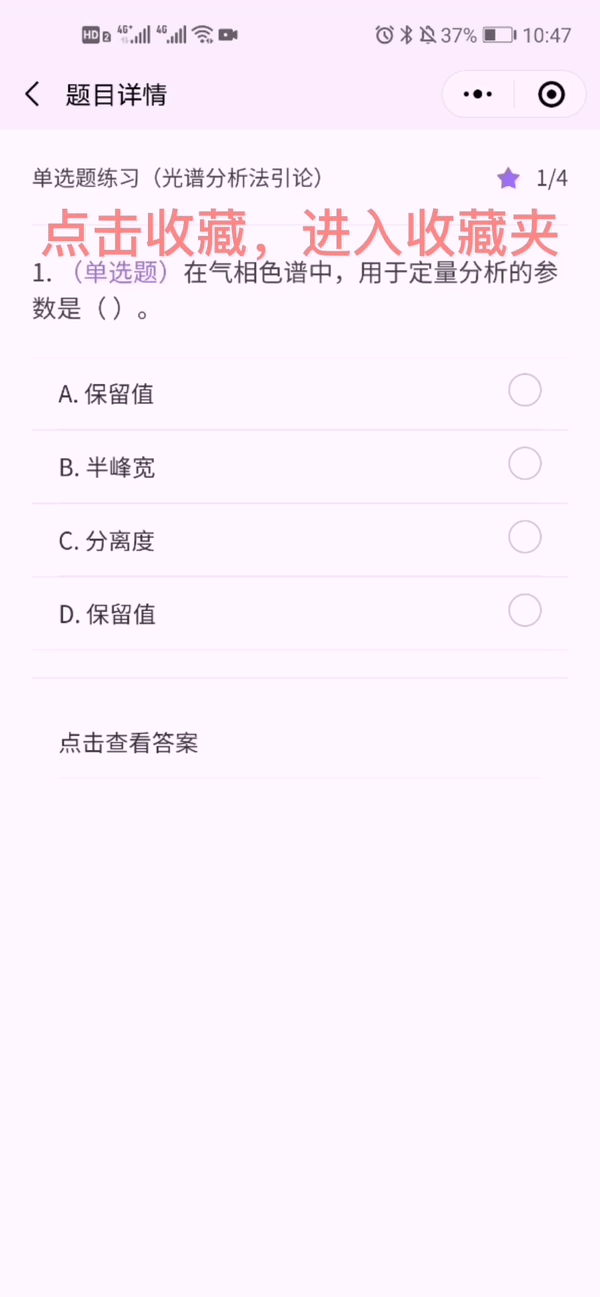 HD 2 4G+ 4G 37% 10:47
题目详情
单选题练习（光谱分析法引论） 1/4
点击收藏，进入收藏夹
1. （单选题）在气相色谱中，用于定量分析的参
数是（ ）。
A. 保留值
B. 半峰宽
C. 分离度
D. 保留值
点击查看答案